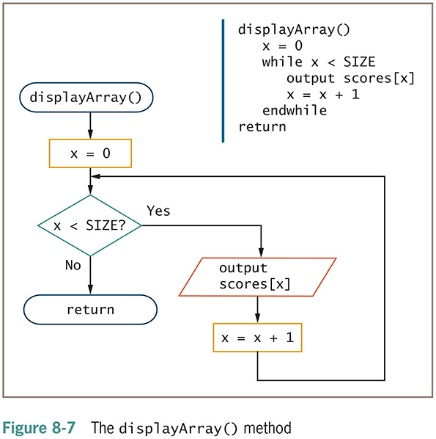 displayArray()
x = 0
while x < SIZE
output scores[x]
x = x + 1
endwhile
return
displayArray()
x = 0
x < SIZE?
Yes
No
output
scores[x]
return
x = x + 1
Figure 8-7 The displayArray() method